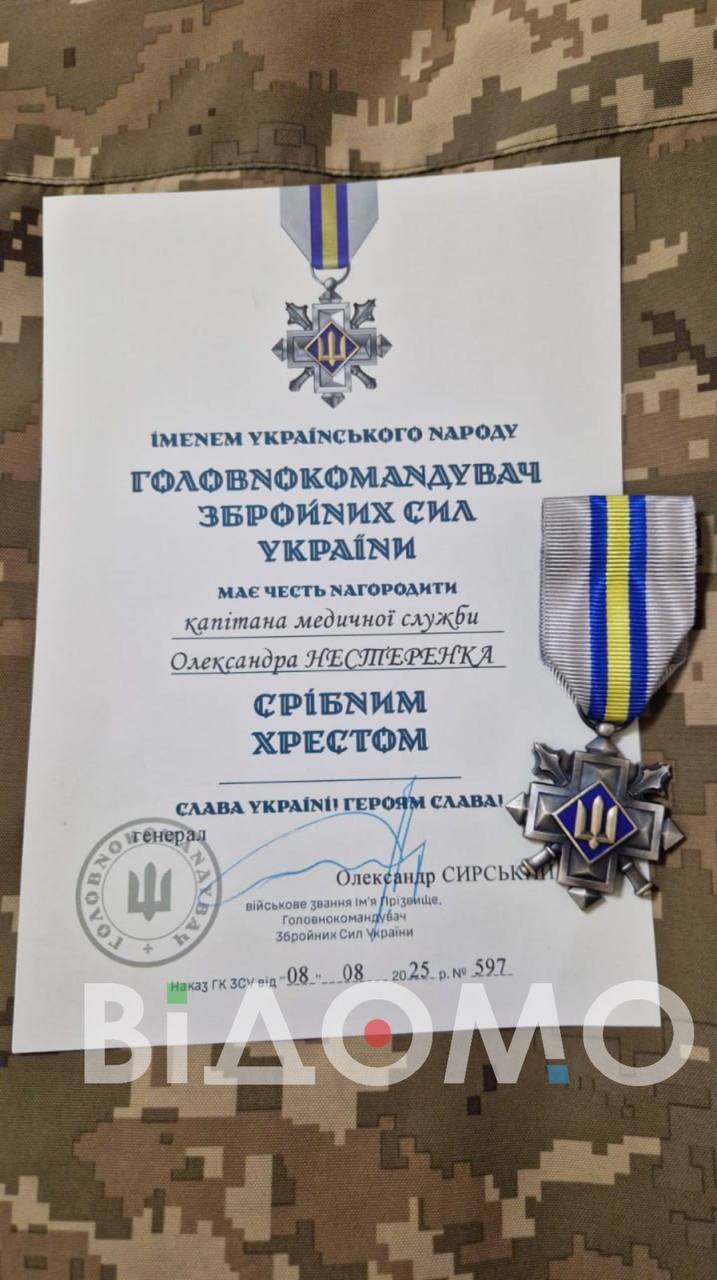 ІМЕНЕМ УКРАЇНСЬКОГО НАРОДУ
ГОЛОВНОКОМАНДУВАЧ
ЗБРОЙНИХ СИЛ
УКРАЇНИ
МАЄ ЧЕСТЬ НАГОРОДИТИ
капітана медичної служби
Олександра НЕСТЕРЕНКА
СРІБНИМ
ХРЕСТОМ
СЛАВА УКРАЇНІ! ГЕРОЯМ СЛАВА!
генерал
ГОЛОВНОКОМАНДУВАЧ
Олександр СИРСЬКИЙ
військове звання Ім'я Прізвище,
Головнокомандувач
Збройних Сил України
Наказ ГК ЗСУ від "08" 08 2025 р. № 597
ВіДОМО